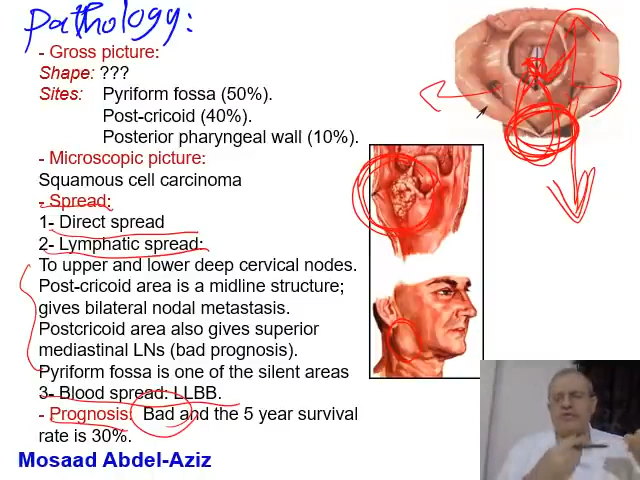 Pathology:
- Gross picture:
Shape: ???
Sites: Pyriform fossa (50%).
Post-cricoid (40%).
Posterior pharyngeal wall (10%).
- Microscopic picture:
Squamous cell carcinoma
- Spread:
1- Direct spread
2- Lymphatic spread:
To upper and lower deep cervical nodes.
Post-cricoid area is a midline structure;
gives bilateral nodal metastasis.
Postcricoid area also gives superior
mediastinal LNs (bad prognosis).
Pyriform fossa is one of the silent areas
3- Blood spread: LLBB.
- Prognosis: Bad and the 5 year survival
rate is 30%.
Mosaad Abdel-Aziz